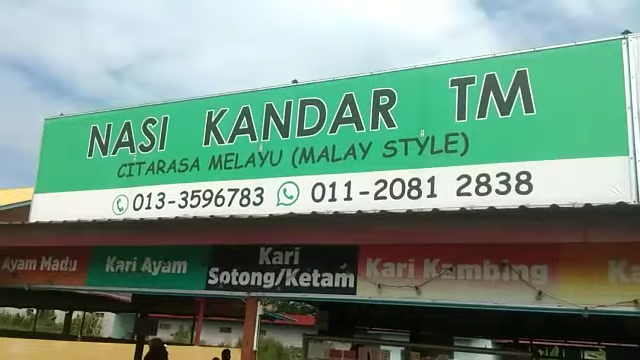 NASI KANDAR TM
CITARASA MELAYU (MALAY STYLE)
013-3596783 011-2081 2838
Ayam Madu
Kari Ayam
Kari
Sotong/Ketam
Kari Kambing